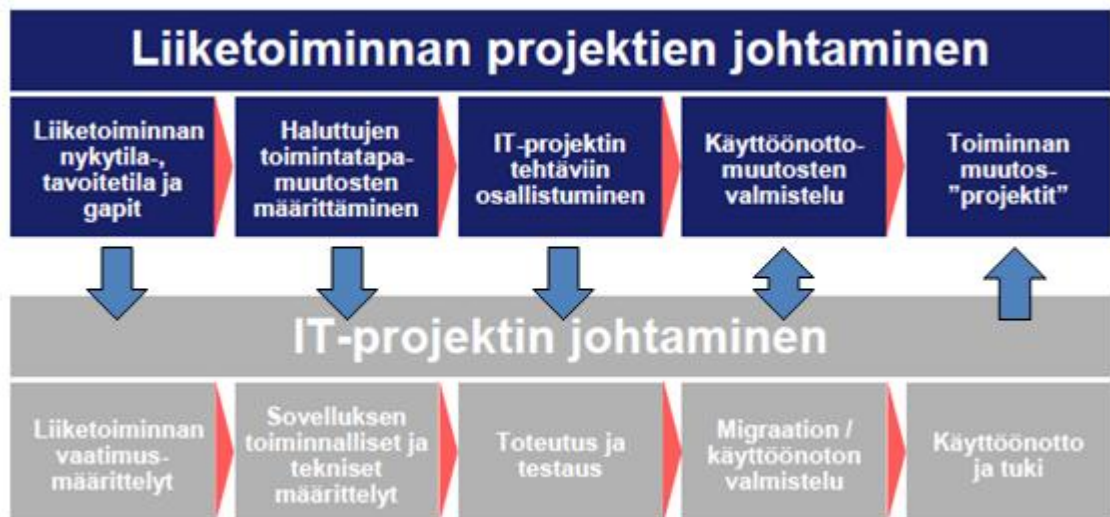 Liiketoiminnan projektien johtaminen
Liiketoiminnan
nykytila-,
tavoitetila ja
gapit
Haluttujen
toimintatapa-
muutosten
määrittäminen
IT-projektin
tehtäviin
osallistuminen
Käyttöönotto-
muutosten
valmistelu
Toiminnan
muutos-
”projektit”
IT-projektin johtaminen
Liiketoiminnan
vaatimus-
määrittelyt
Sovelluksen
toiminnalliset ja
tekniset
määrittelyt
Toteutus ja
testaus
Migraation /
käyttöönoton
valmistelu
Käyttöönotto
ja tuki